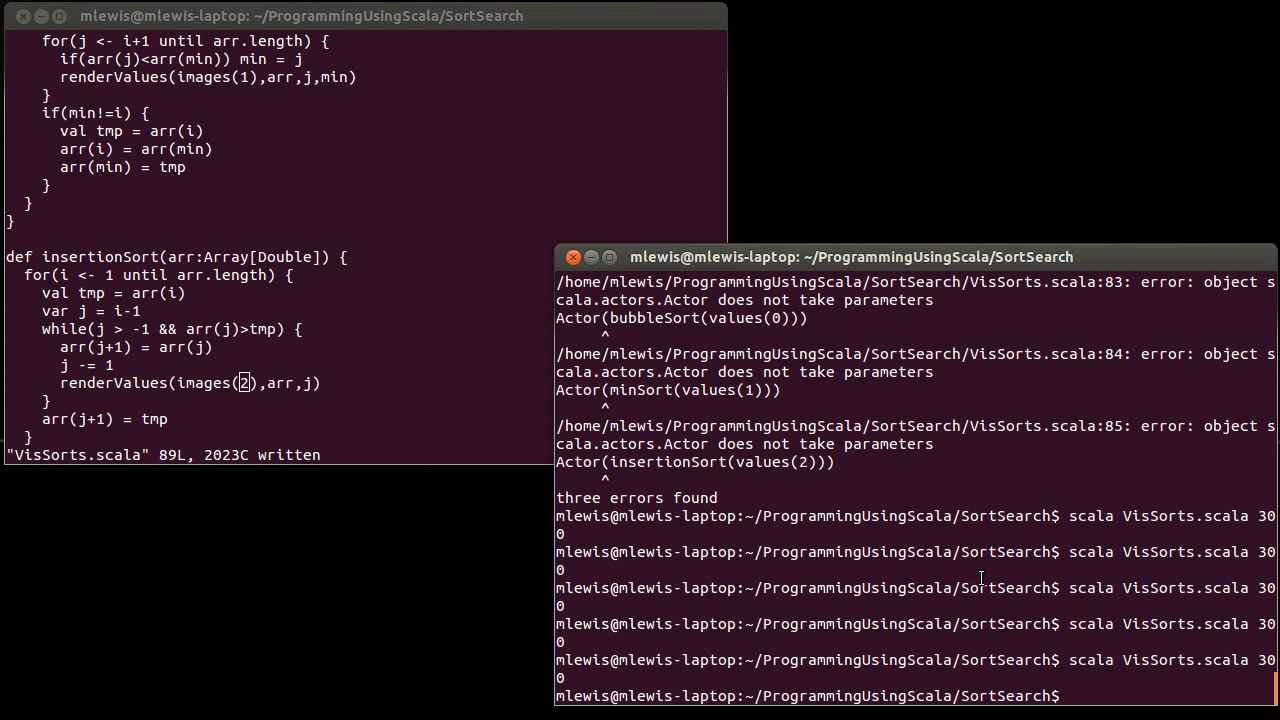 mlewis@mlewis-laptop: ~/ProgrammingUsingScala/SortSearch
    for(j <- i+1 until arr.length) {
      if(arr(j)<arr(min)) min = j
      renderValues(images(1),arr,j,min)
    }
    if(min!=i) {
      val tmp = arr(i)
      arr(i) = arr(min)
      arr(min) = tmp
    }
  }
}

def insertionSort(arr:Array[Double]) {
  for(i <- 1 until arr.length) {
    val tmp = arr(i)
    var j = i-1
    while(j > -1 && arr(j)>tmp) {
      arr(j+1) = arr(j)
      j -= 1
      renderValues(images(2),arr,j)
    }
    arr(j+1) = tmp
  }
"VisSorts.scala" 89L, 2023C written
mlewis@mlewis-laptop: ~/ProgrammingUsingScala/SortSearch
/home/mlewis/ProgrammingUsingScala/SortSearch/VisSorts.scala:83: error: object s
cala.actors.Actor does not take parameters
Actor(bubbleSort(values(0)))
     ^
/home/mlewis/ProgrammingUsingScala/SortSearch/VisSorts.scala:84: error: object s
cala.actors.Actor does not take parameters
Actor(minSort(values(1)))
     ^
/home/mlewis/ProgrammingUsingScala/SortSearch/VisSorts.scala:85: error: object s
cala.actors.Actor does not take parameters
Actor(insertionSort(values(2)))
     ^
three errors found
mlewis@mlewis-laptop:~/ProgrammingUsingScala/SortSearch$ scala VisSorts.scala 30
0
mlewis@mlewis-laptop:~/ProgrammingUsingScala/SortSearch$ scala VisSorts.scala 30
0
mlewis@mlewis-laptop:~/ProgrammingUsingScala/SortSearch$ scala VisSorts.scala 30
0
mlewis@mlewis-laptop:~/ProgrammingUsingScala/SortSearch$ scala VisSorts.scala 30
0
mlewis@mlewis-laptop:~/ProgrammingUsingScala/SortSearch$ scala VisSorts.scala 30
0
mlewis@mlewis-laptop:~/ProgrammingUsingScala/SortSearch$